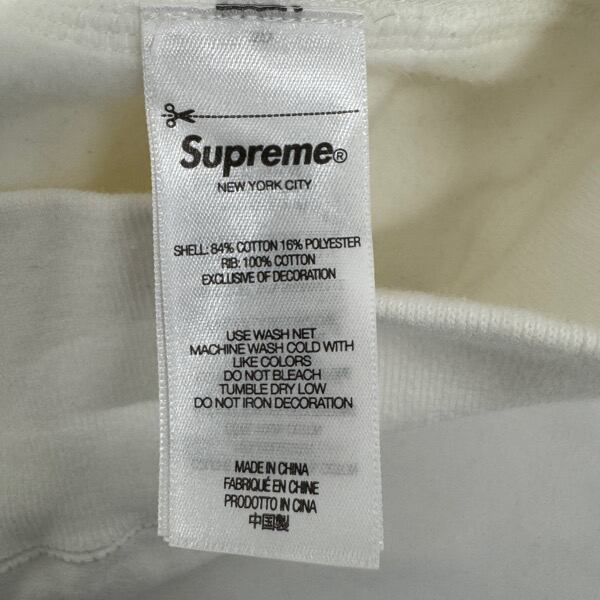 Supreme®
NEW YORK CITY
SHELL: 84% COTTON 16% POLYESTER
RIB: 100% COTTON
EXCLUSIVE OF DECORATION
USE WASH NET
MACHINE WASH COLD WITH
LIKE COLORS
DO NOT BLEACH
TUMBLE DRY LOW
DO NOT IRON DECORATION
MADE IN CHINA
FABRIQUÉ EN CHINE
PRODOTTO IN CINA
中国製